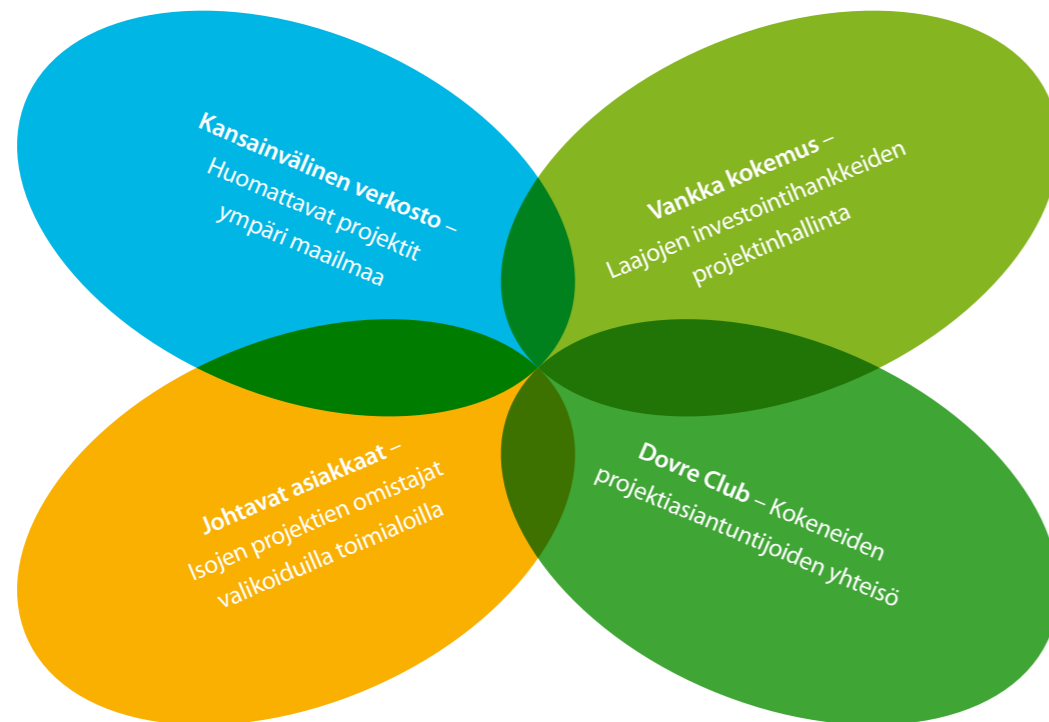 Kansainvälinen verkosto –
Huomattavat projektit
ympäri maailmaa
Vankka kokemus –
Laajojen investointihankkeiden
projektinhallinta
Johtavat asiakkaat –
Isojen projektien omistajat
valikoiduilla toimialoilla
Dovre Club – Kokeneiden
projektiasiantuntijoiden yhteisö